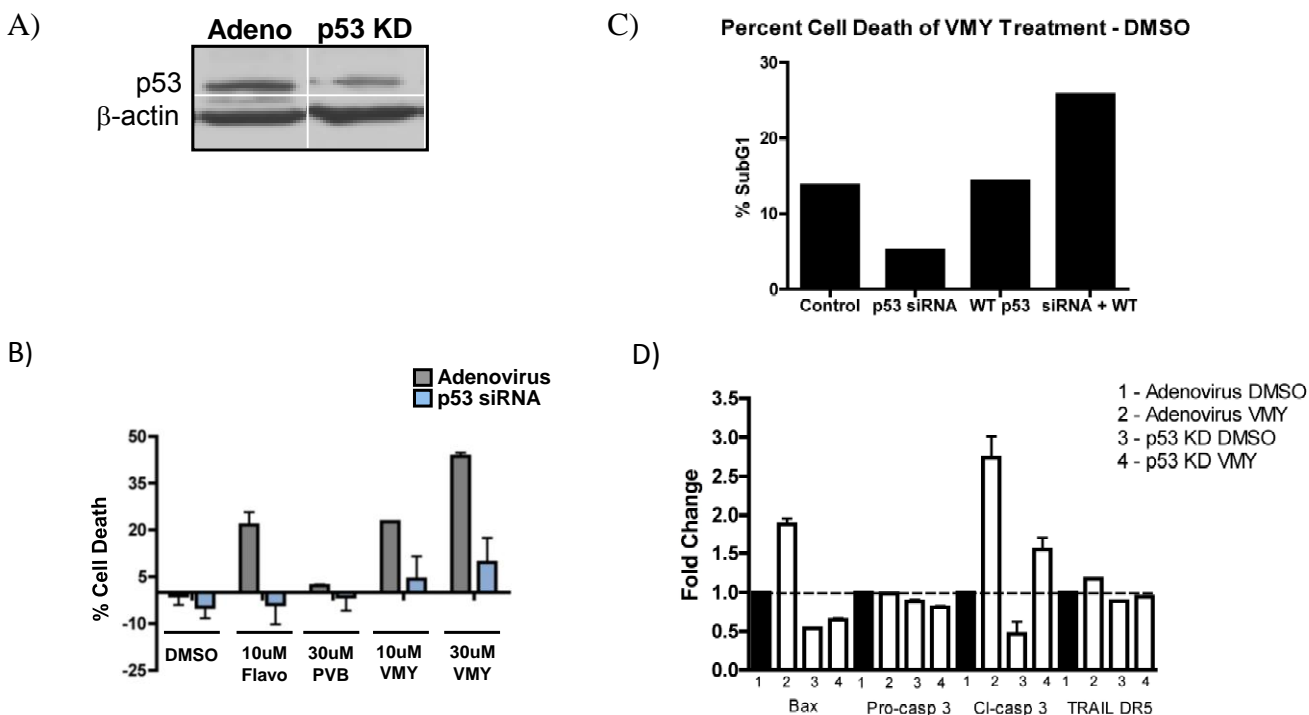 A)
Adeno p53 KD
p53
β-actin
B)
Adenovirus
p53 siRNA
% Cell Death
50
35
20
5
-10
-25
DMSO
10uM Flavo
30uM PVB
10uM VMY
30uM VMY
C)
Percent Cell Death of VMY Treatment - DMSO
% SubG1
30
20
10
0
Control p53 siRNA WT p53 siRNA + WT
D)
1 - Adenovirus DMSO
2 - Adenovirus VMY
3 - p53 KD DMSO
4 - p53 KD VMY
Fold Change
3.5
3.0
2.5
2.0
1.5
1.0
0.5
0.0
1 2 3 4 1 2 3 4 1 2 3 4 1 2 3 4
Bax Pro-casp 3 Cl-casp 3 TRAIL DR5